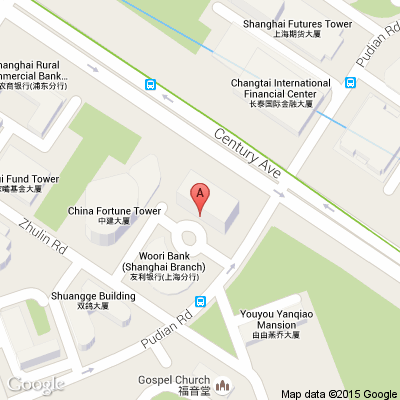 Shanghai Futures Tower
上海期货大厦
Pudian Rd
Shanghai Rural
Commercial Bank...
农商银行(浦东分行)
Changtai International
Financial Center
长泰国际金融大厦
Century Ave
ui Fund Tower
基金大厦
A
China Fortune Tower
中建大厦
Zhulin Rd
Woori Bank
(Shanghai Branch)
友利银行(上海分行)
Shuangge Building
双鸽大厦
Pudian Rd
Youyou Yanqiao
Mansion
由由燕乔大厦
Gospel Church
福音堂
Google
Map data ©2015 Google